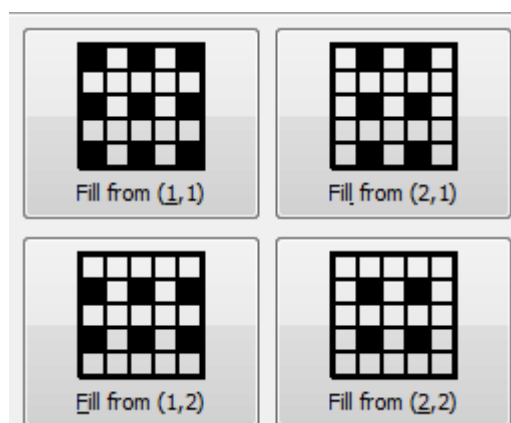 Fill from (1,1)
Fill from (2,1)
Fill from (1,2)
Fill from (2,2)